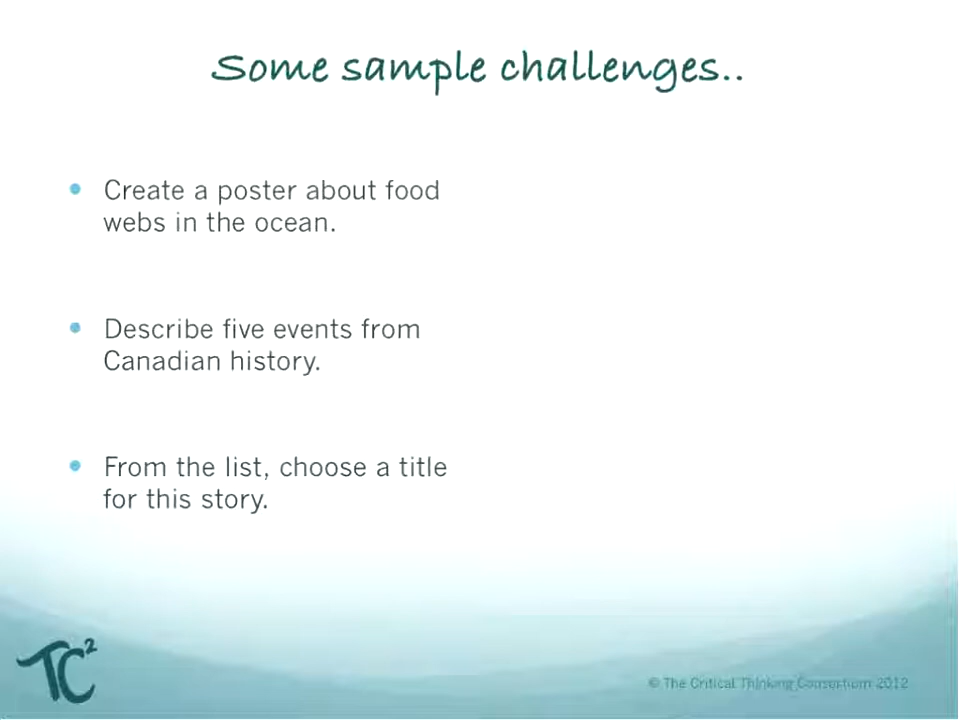 Some sample challenges..
Create a poster about food
webs in the ocean.
Describe five events from
Canadian history.
From the list, choose a title
for this story.
TC²
© The Critical Thinking Consortium 2012